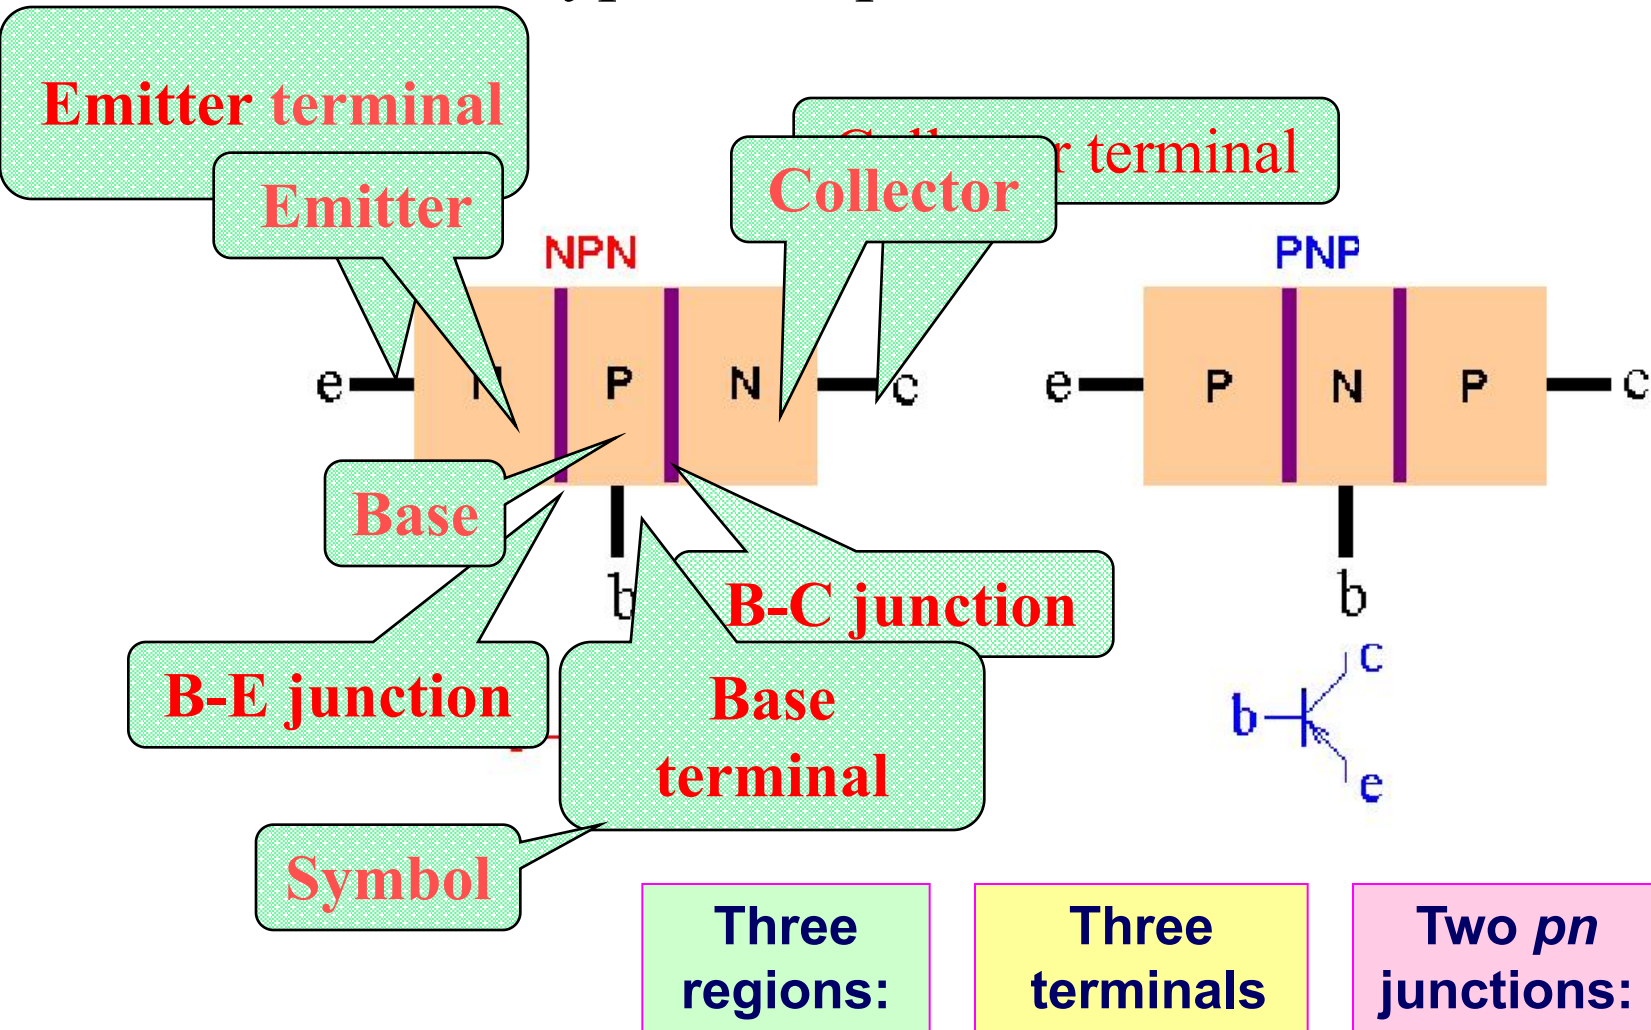 Emitter terminal
Emitter
terminal
Collector
NPN
PNP
e
P
N
c
e
P
N
P
c
Base
b
b
B-C junction
B-E junction
Base
terminal
c
b
e
Symbol
Three
regions:
Three
terminals
Two pn
junctions: